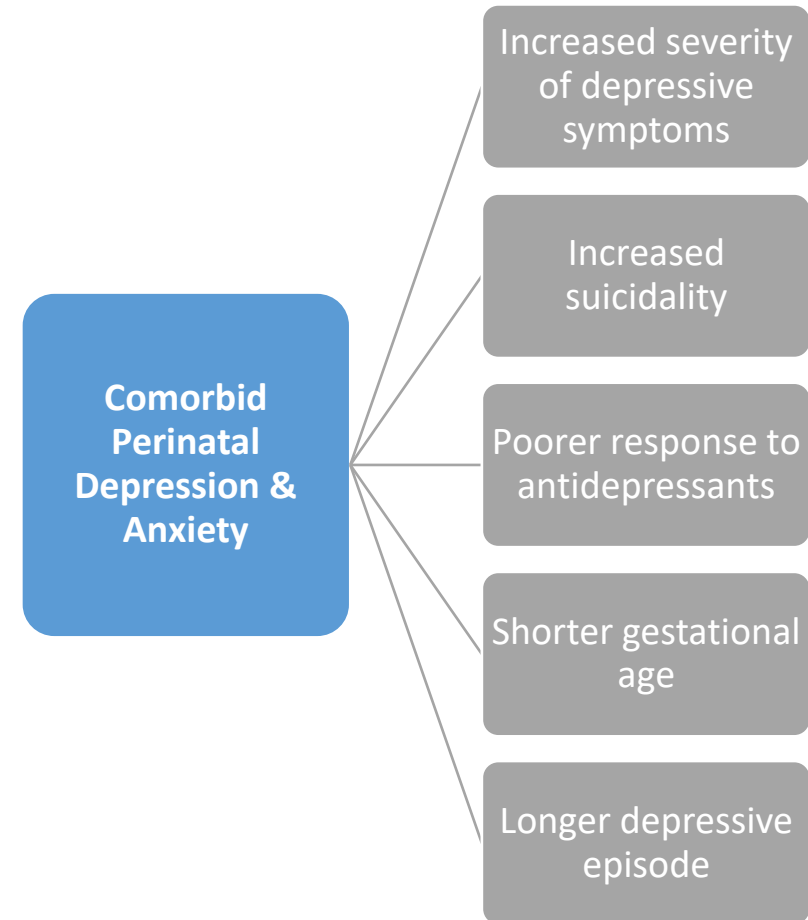 Comorbid
Perinatal
Depression &
Anxiety
Increased severity
of depressive
symptoms
Increased
suicidality
Poorer response to
antidepressants
Shorter gestational
age
Longer depressive
episode